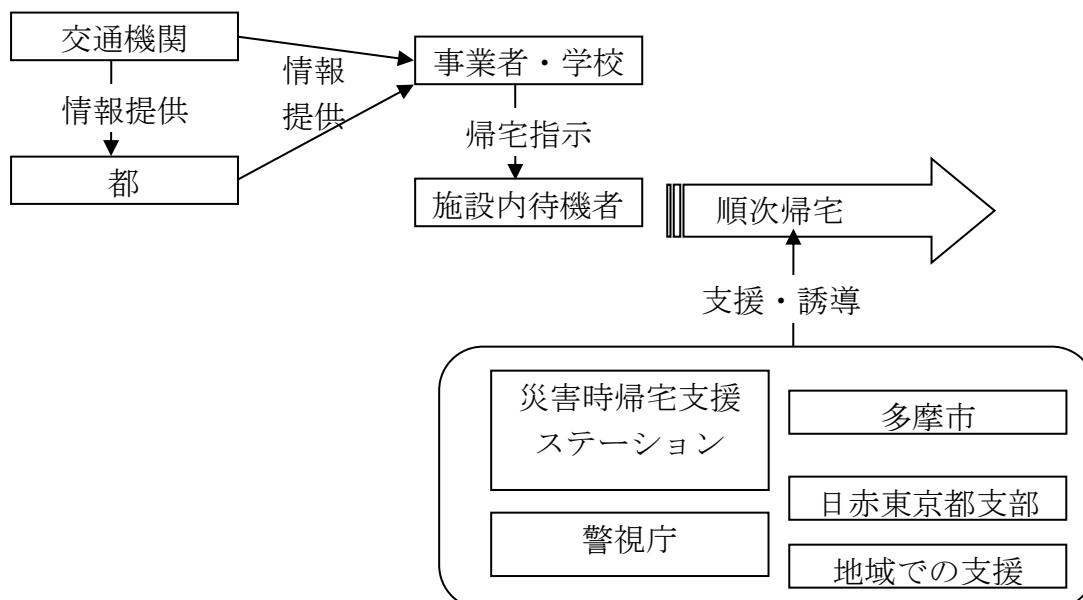 交通機関
情報提供
都
情報
提供
事業者・学校
帰宅指示
施設内待機者
順次帰宅
支援・誘導
災害時帰宅支援
ステーション
警視庁
多摩市
日赤東京都支部
地域での支援